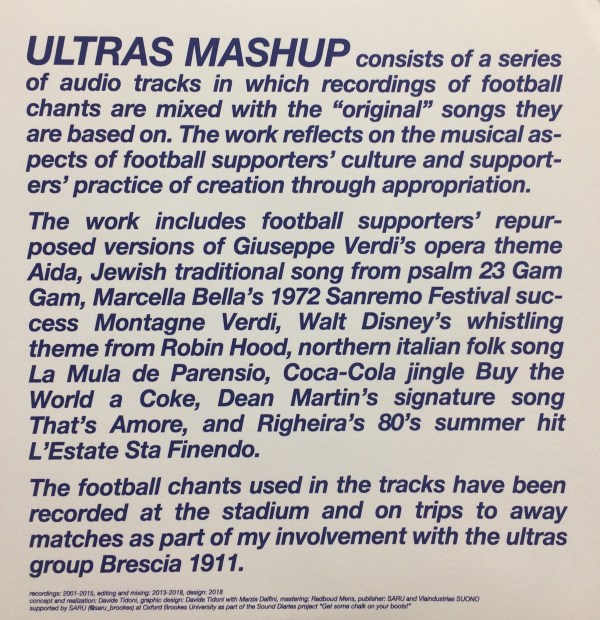 ULTRAS MASHUP consists of a series
of audio tracks in which recordings of football
chants are mixed with the “original” songs they
are based on. The work reflects on the musical as-
pects of football supporters’ culture and support-
ers’ practice of creation through appropriation.
The work includes football supporters’ repur-
posed versions of Giuseppe Verdi’s opera theme
Aida, Jewish traditional song from psalm 23 Gam
Gam, Marcella Bella’s 1972 Sanremo Festival suc-
cess Montagne Verdi, Walt Disney’s whistling
theme from Robin Hood, northern italian folk song
La Mula de Parensio, Coca-Cola jingle Buy the
World a Coke, Dean Martin’s signature song
That’s Amore, and Righeira’s 80’s summer hit
L’Estate Sta Finendo.
The football chants used in the tracks have been
recorded at the stadium and on trips to away
matches as part of my involvement with the ultras
group Brescia 1911.
recordings: 2001-2015, editing and mixing: 2013-2018, design: 2018
concept and realization: Davide Tidoni, graphic design: Davide Tidoni with Marzia Dalfini, mastering: Redboud Mens, publisher: SARU and Viaindustriae SUONO
supported by SARU (@saru_brookes) at Oxford Brookes University as part of the Sound Diaries project “Get some chalk on your boots!”